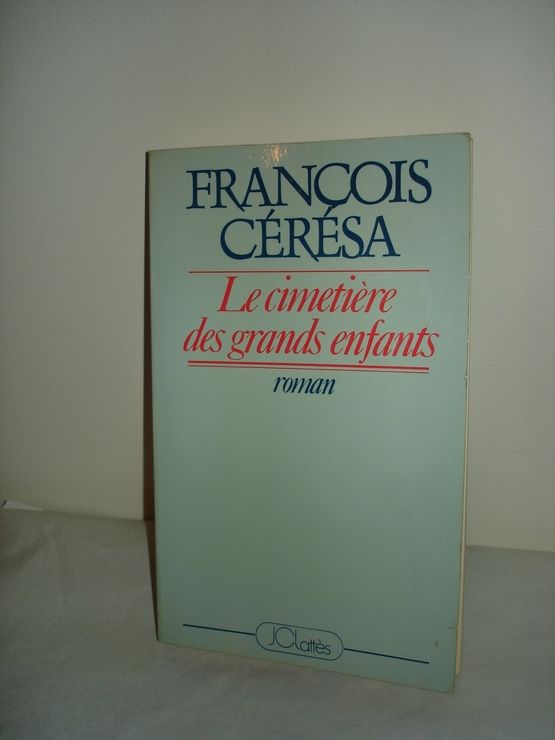 FRANÇOIS
CÉRÉSA
Le cimetière
des grands enfants
roman
JCLattès